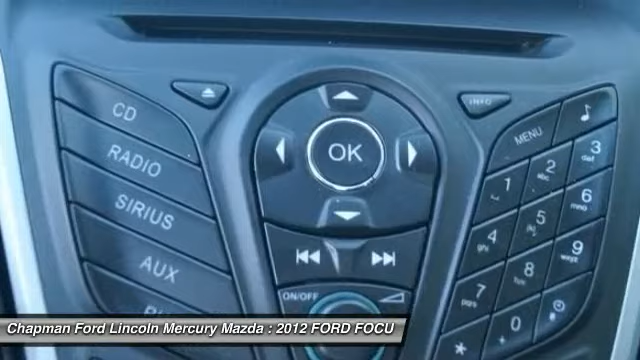 CD
RADIO
SIRIUS
AUX
OK
INFO
MENU
1
2 abc
3 def
4 ghi
5 jkl
6 mno
7 pqrs
8 tuv
9 wxyz
* 0
ON/OFF
Chapman Ford Lincoln Mercury Mazda : 2012 FORD FOCU